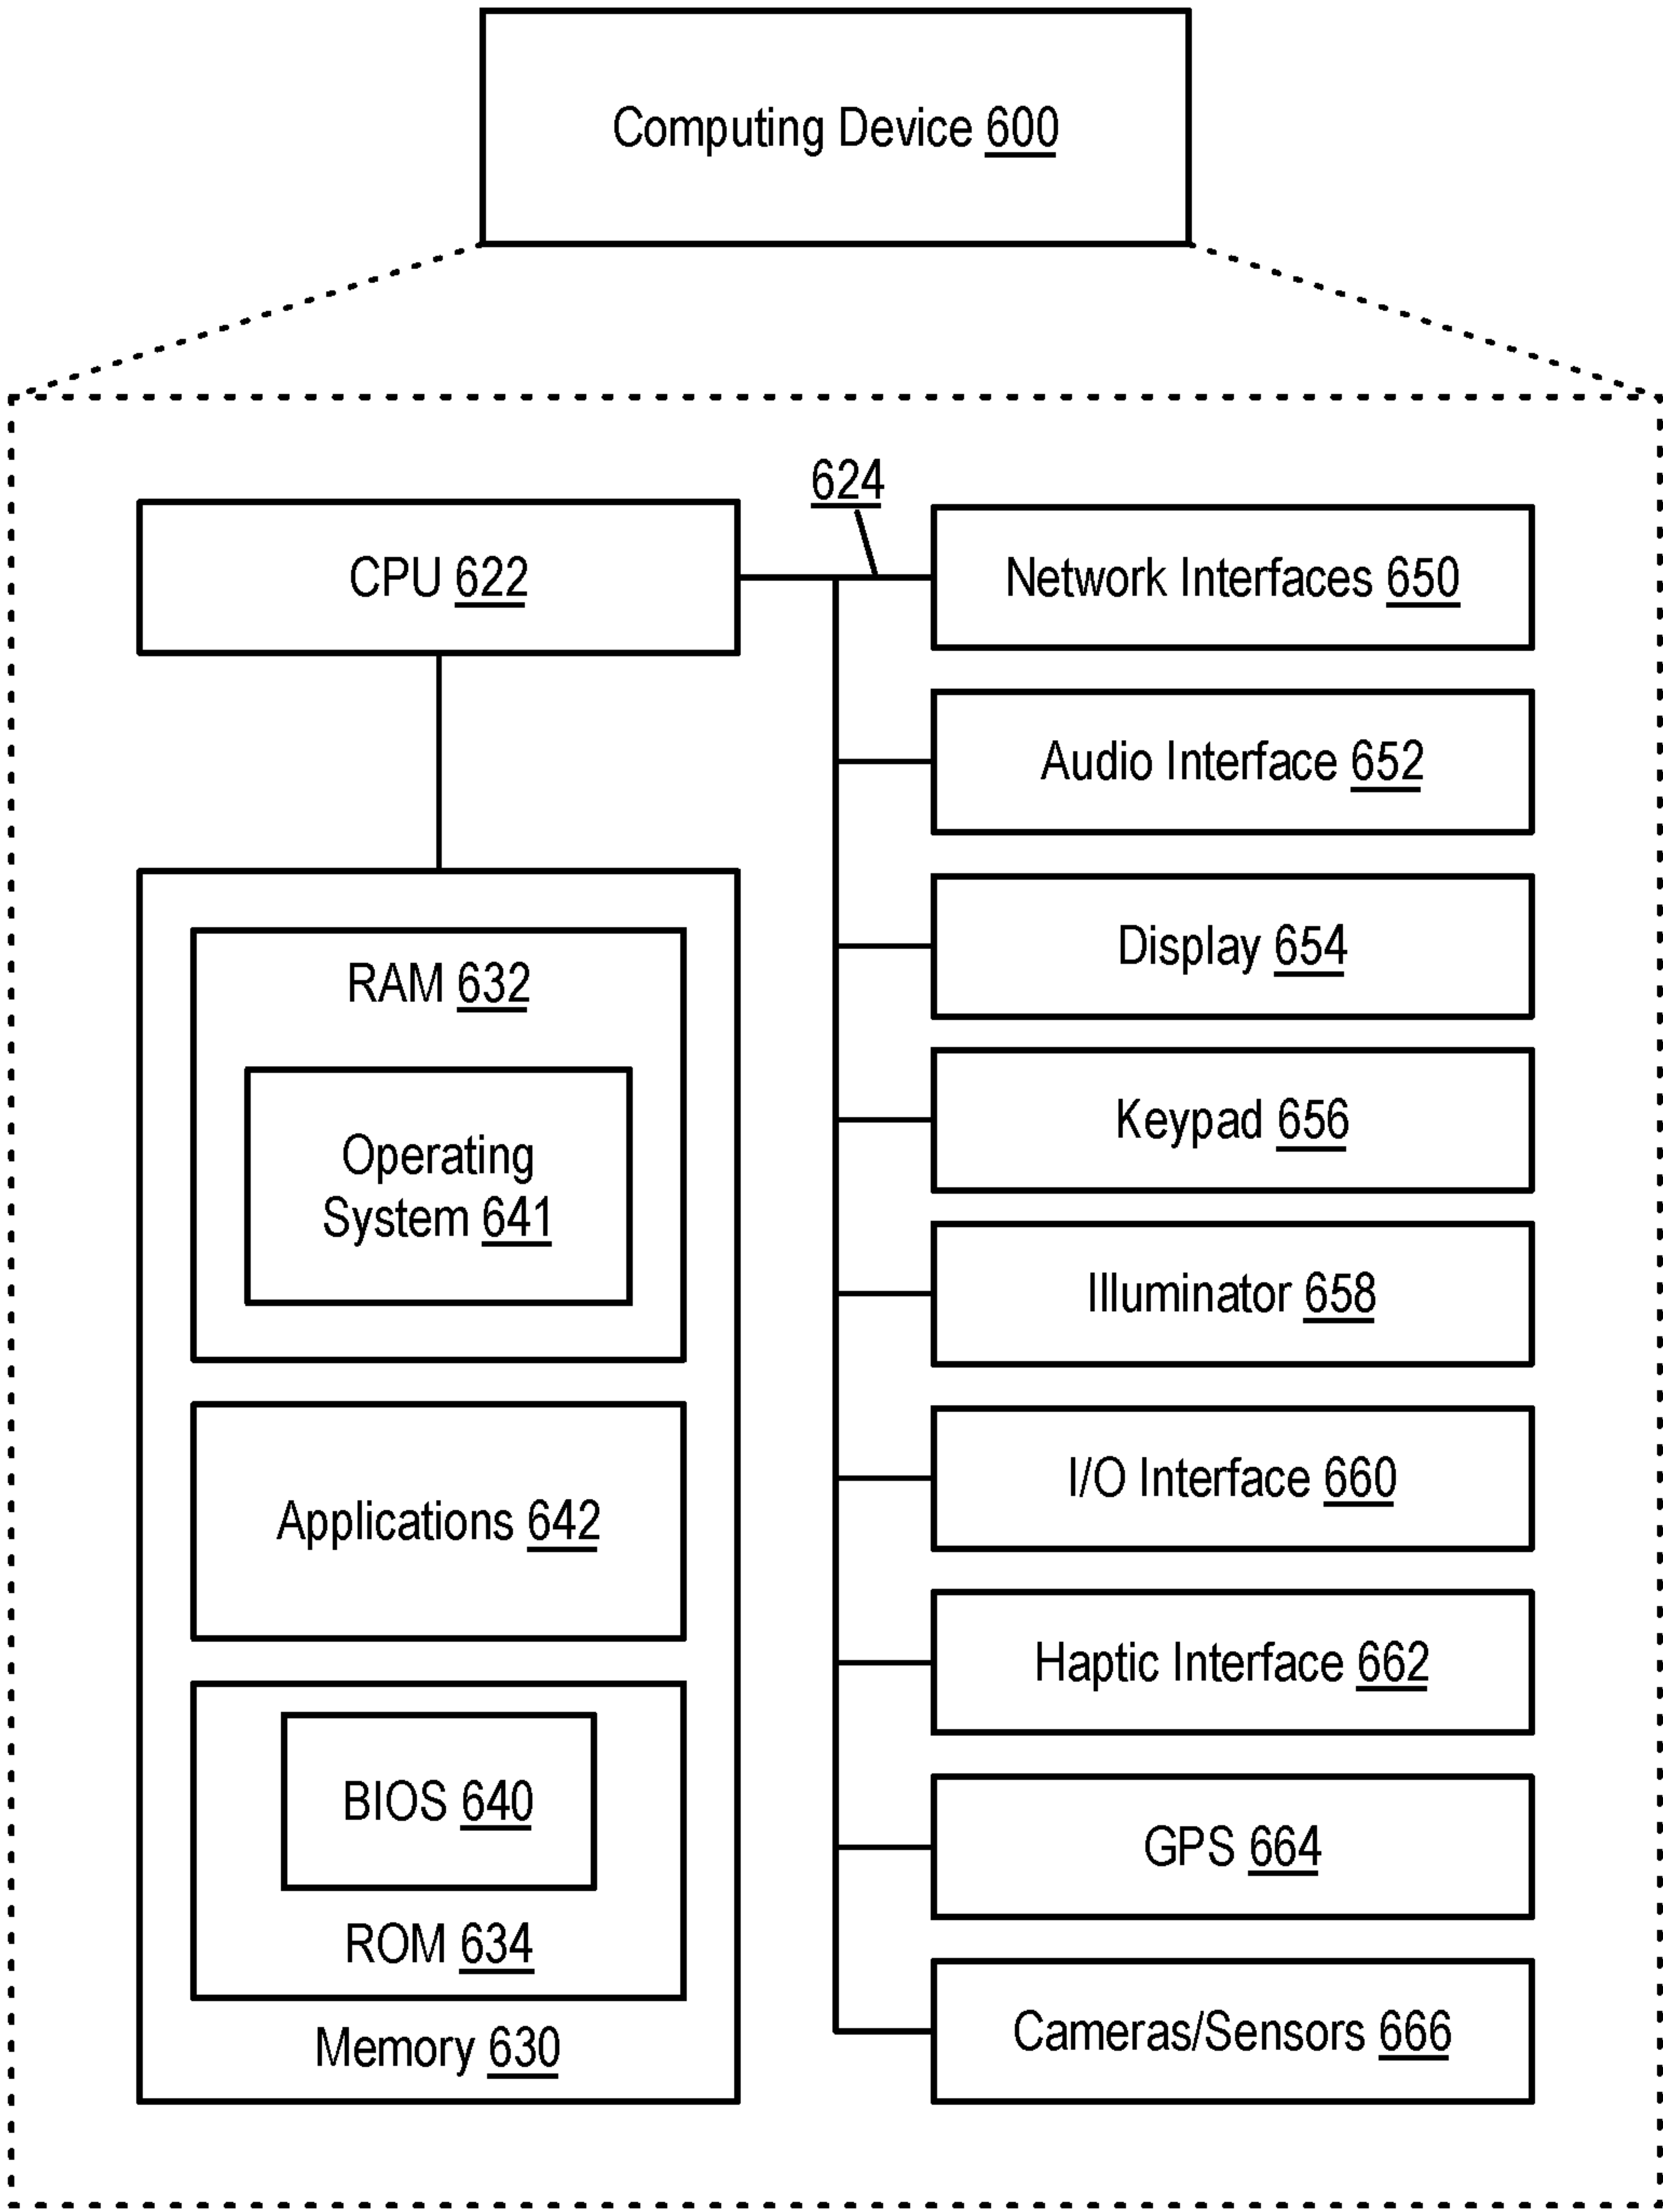 Computing Device 600
624
CPU 622
Network Interfaces 650
Audio Interface 652
Display 654
Keypad 656
Illuminator 658
I/O Interface 660
Haptic Interface 662
GPS 664
Cameras/Sensors 666
RAM 632
Operating
System 641
Applications 642
BIOS 640
ROM 634
Memory 630